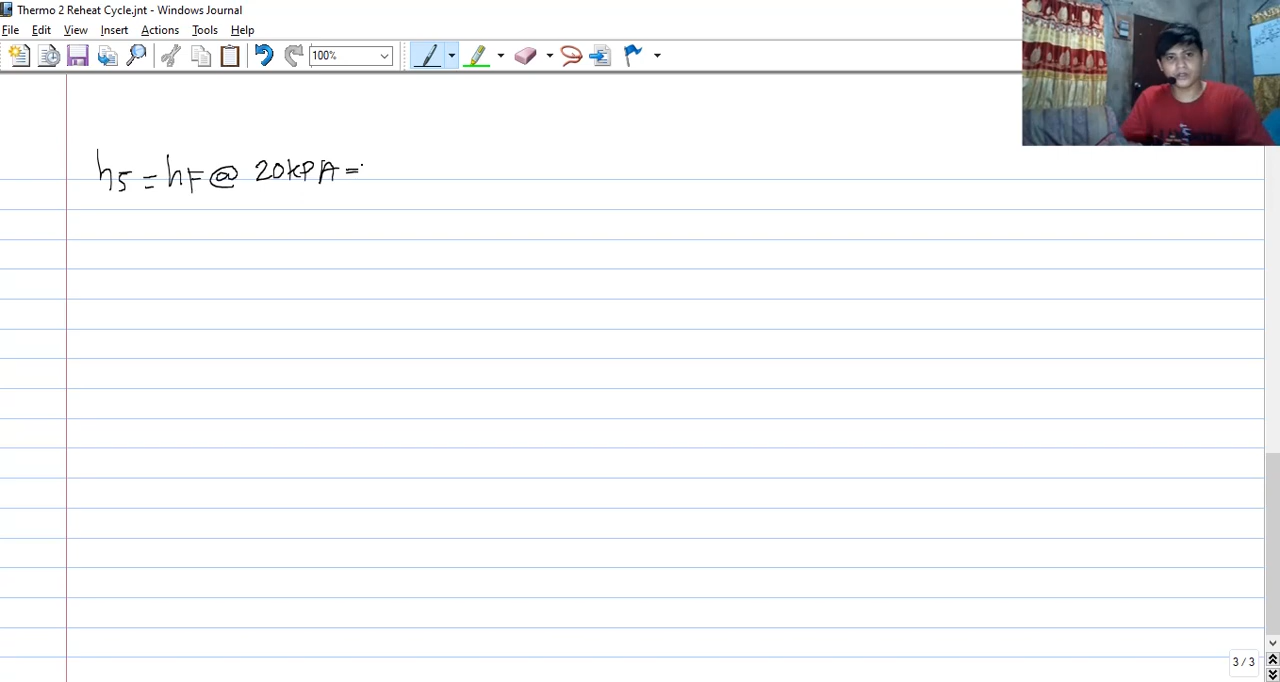 Thermo 2 Reheat Cycle.jnt - Windows Journal
File Edit View Insert Actions Tools Help
100%
h5 = hF @ 20kPA =
3 / 3